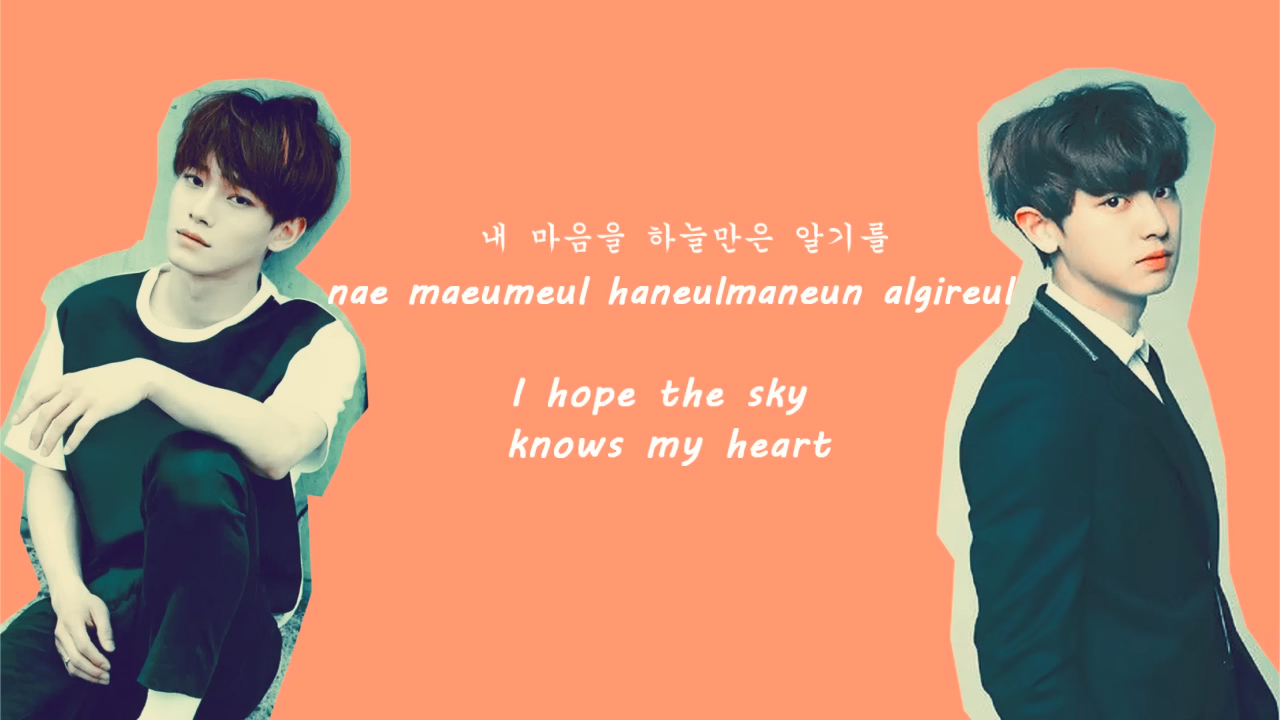 내 마음을 하늘만은 알기를
nae maeumeul haneulmaneun algireul
I hope the sky
knows my heart